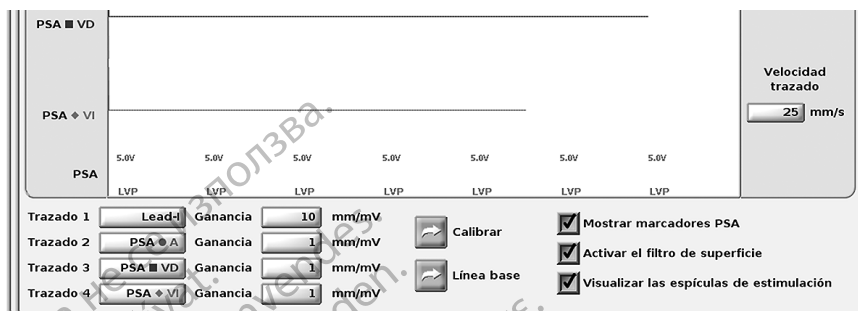 PSA ■ VD
Velocidad
trazado
25 mm/s
PSA ◆ VI
5.0V 5.0V 5.0V 5.0V 5.0V 5.0V 5.0V
PSA
LVP LVP LVP LVP LVP LVP LVP
Trazado 1 Lead-I Ganancia 10 mm/mV
Trazado 2 PSA ● A Ganancia 1 mm/mV
Trazado 3 PSA ■ VD Ganancia 1 mm/mV
Trazado 4 PSA ◆ VI Ganancia 1 mm/mV
Calibrar
Línea base
Mostrar marcadores PSA
Activar el filtro de superficie
Visualizar las espículas de estimulación
не се използва.